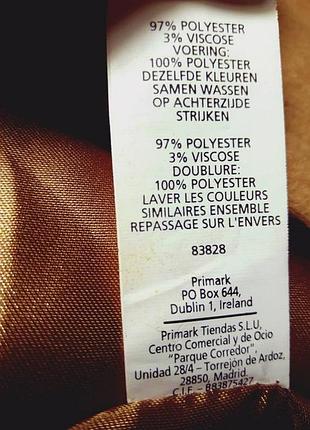 97% POLYESTER
3% VISCOSE
VOERING:
100% POLYESTER
DEZELFDE KLEUREN
SAMEN WASSEN
OP ACHTERZIJDE
STRIJKEN
97% POLYESTER
3% VISCOSE
DOUBLURE:
100% POLYESTER
LAVER LES COULEURS
SIMILAIRES ENSEMBLE
REPASSAGE SUR L'ENVERS
83828
Primark
PO Box 644,
Dublin 1, Ireland
Primark Tiendas S.L.U,
Centro Comercial y de Ocio
"Parque Corredor",
Unidad 28/4 - Torrejón de Ardoz,
28850, Madrid.
C.I.F. - B83875427